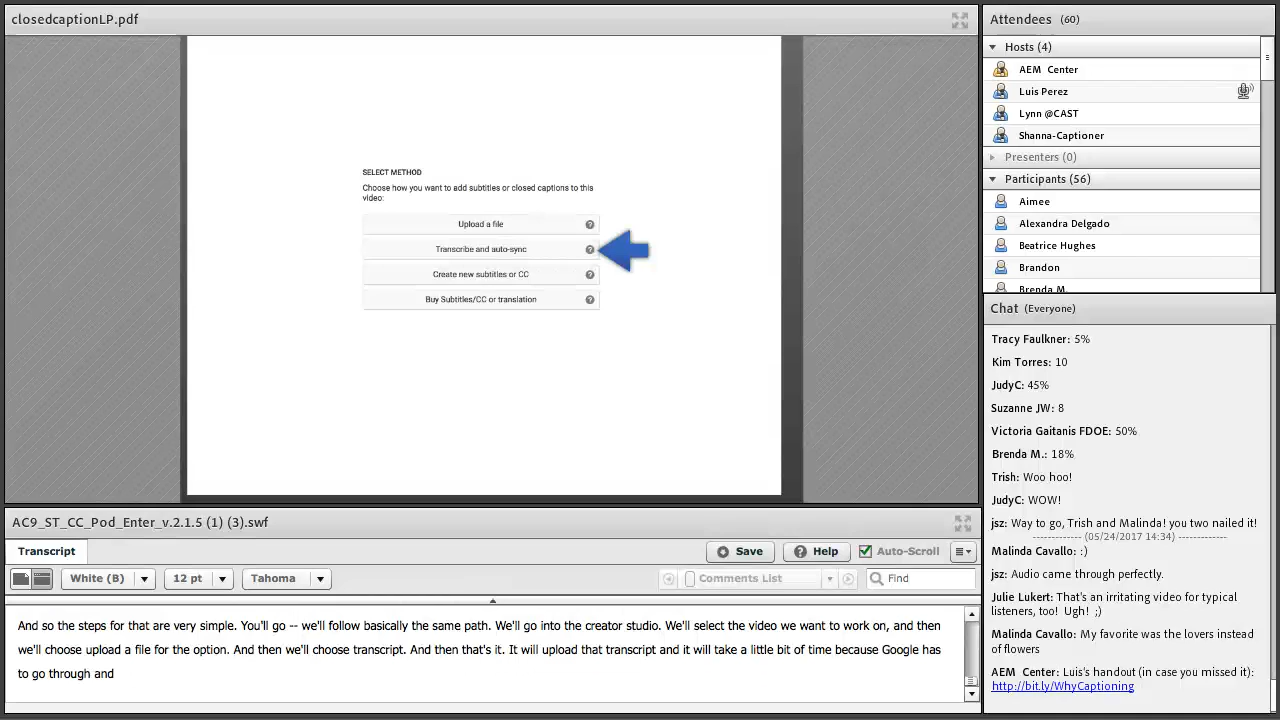 closedcaptionLP.pdf
SELECT METHOD
Choose how you want to add subtitles or closed captions to this
video:
Upload a file
Transcribe and auto-sync
Create new subtitles or CC
Buy Subtitles/CC or translation
AC9_ST_CC_Pod_Enter_v.2.1.5 (1) (3).swf
Transcript
Save
Help
Auto-Scroll
White (B)
12 pt
Tahoma
Comments List
Find
And so the steps for that are very simple. You'll go -- we'll follow basically the same path. We'll go into the creator studio. We'll select the video we want to work on, and then
we'll choose upload a file for the option. And then we'll choose transcript. And then that's it. It will upload that transcript and it will take a little bit of time because Google has
to go through and
Attendees (60)
Hosts (4)
AEM Center
Luis Perez
Lynn @CAST
Shanna-Captioner
Presenters (0)
Participants (56)
Aimee
Alexandra Delgado
Beatrice Hughes
Brandon
Brenda M.
Chat (Everyone)
Tracy Faulkner: 5%
Kim Torres: 10
JudyC: 45%
Suzanne JW: 8
Victoria Gaitanis FDOE: 50%
Brenda M.: 18%
Trish: Woo hoo!
JudyC: WOW!
jsz: Way to go, Trish and Malinda! you two nailed it!
------------- (05/24/2017 14:34) -------------
Malinda Cavallo: :)
jsz: Audio came through perfectly.
Julie Lukert: That's an irritating video for typical
listeners, too! Ugh! ;)
Malinda Cavallo: My favorite was the lovers instead
of flowers
AEM Center: Luis's handout (in case you missed it):
http://bit.ly/WhyCaptioning